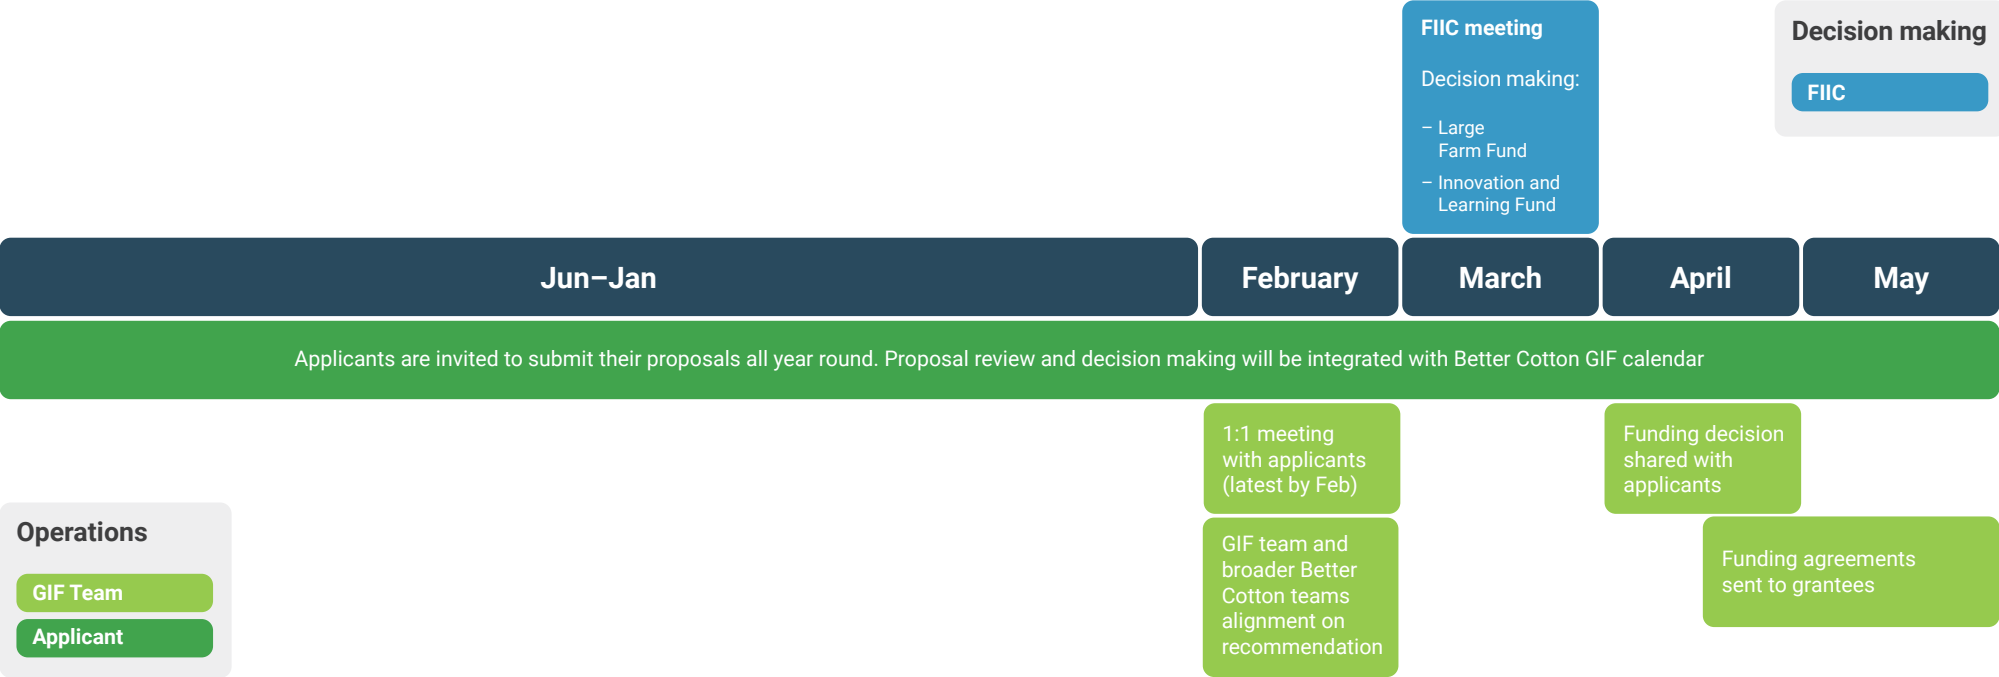 FIIC meeting
Decision making:
– Large
Farm Fund
– Innovation and
Learning Fund
Decision making
FIIC
Jun–Jan
February
March
April
May
Applicants are invited to submit their proposals all year round. Proposal review and decision making will be integrated with Better Cotton GIF calendar
1:1 meeting
with applicants
(latest by Feb)
GIF team and
broader Better
Cotton teams
alignment on
recommendation
Funding decision
shared with
applicants
Funding agreements
sent to grantees
Operations
GIF Team
Applicant